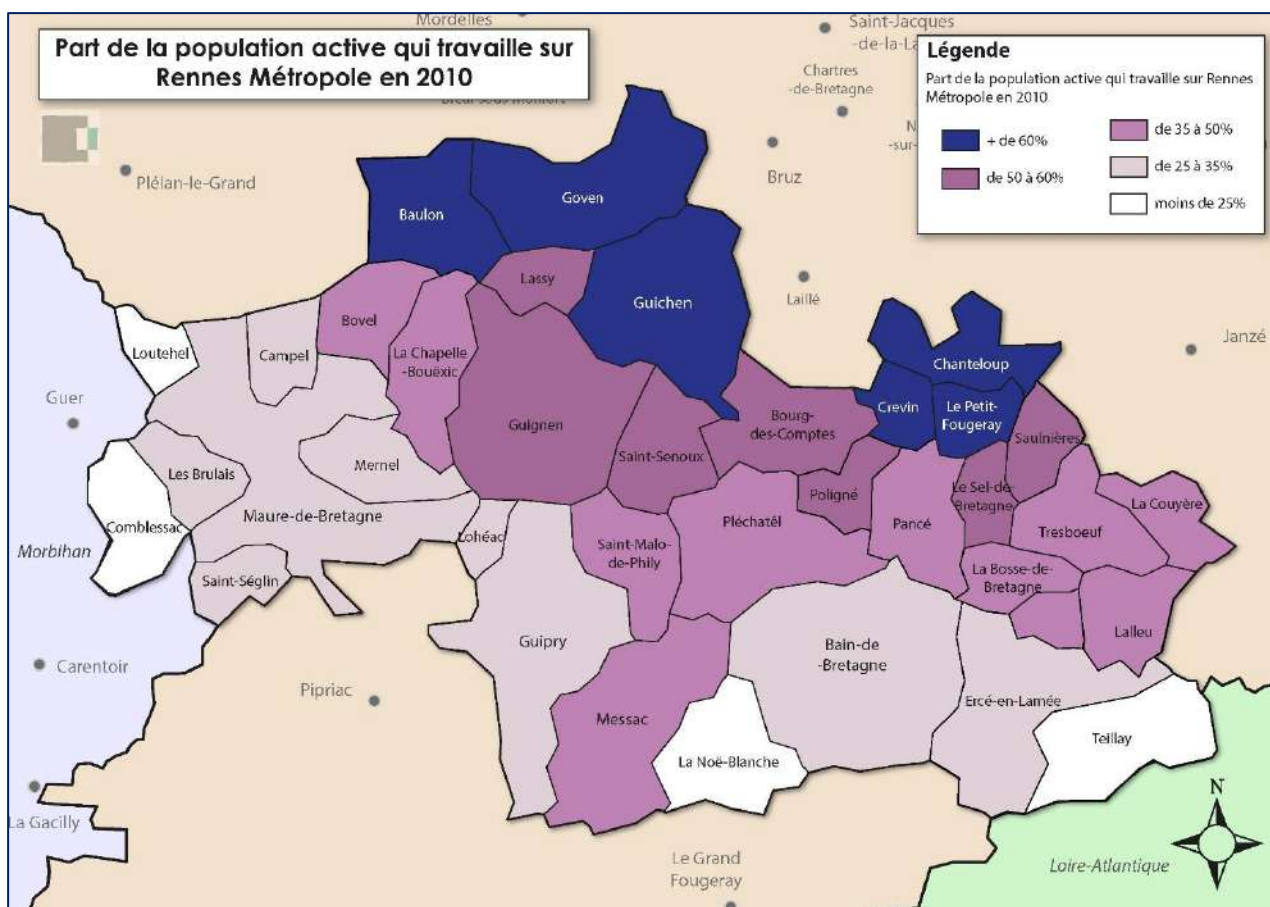 Mordelles
Saint-Jacques
-de-la-La
Part de la population active qui travaille sur
Rennes Métropole en 2010
Chartres
-de-Bretagne
Plélan-le-Grand
Bruz
Légende
Part de la population active qui travaille sur Rennes
Métropole en 2010
+ de 60%
de 50 à 60%
de 35 à 50%
de 25 à 35%
moins de 25%
Baulon
Goven
Lassy
Guichen
Laillé
Janzé
Bovel
Loutehel
Campel
La Chapelle
-Bouëxic
Chanteloup
Guer
Crevin
Le Petit-
Fougeray
Guignen
Bourg-
des-Comptes
Saulnières
Saint-Senoux
Les Brulais
Mernel
Poligné
Le Sel-de-
Bretagne
La Couyère
Comblessac
Maure-de-Bretagne
Pléchatêl
Pancé
Tresboeuf
Lohéac
Morbihan
Saint-Malo-
de-Phily
La Bosse-de-
Bretagne
Saint-Séglin
Guipry
Bain-de
-Bretagne
Lalleu
Carentoir
Pipriac
Ercé-en-Lamée
Messac
Teillay
La Noë-Blanche
N
La Gacilly
Le Grand
Fougeray
Loire-Atlantique